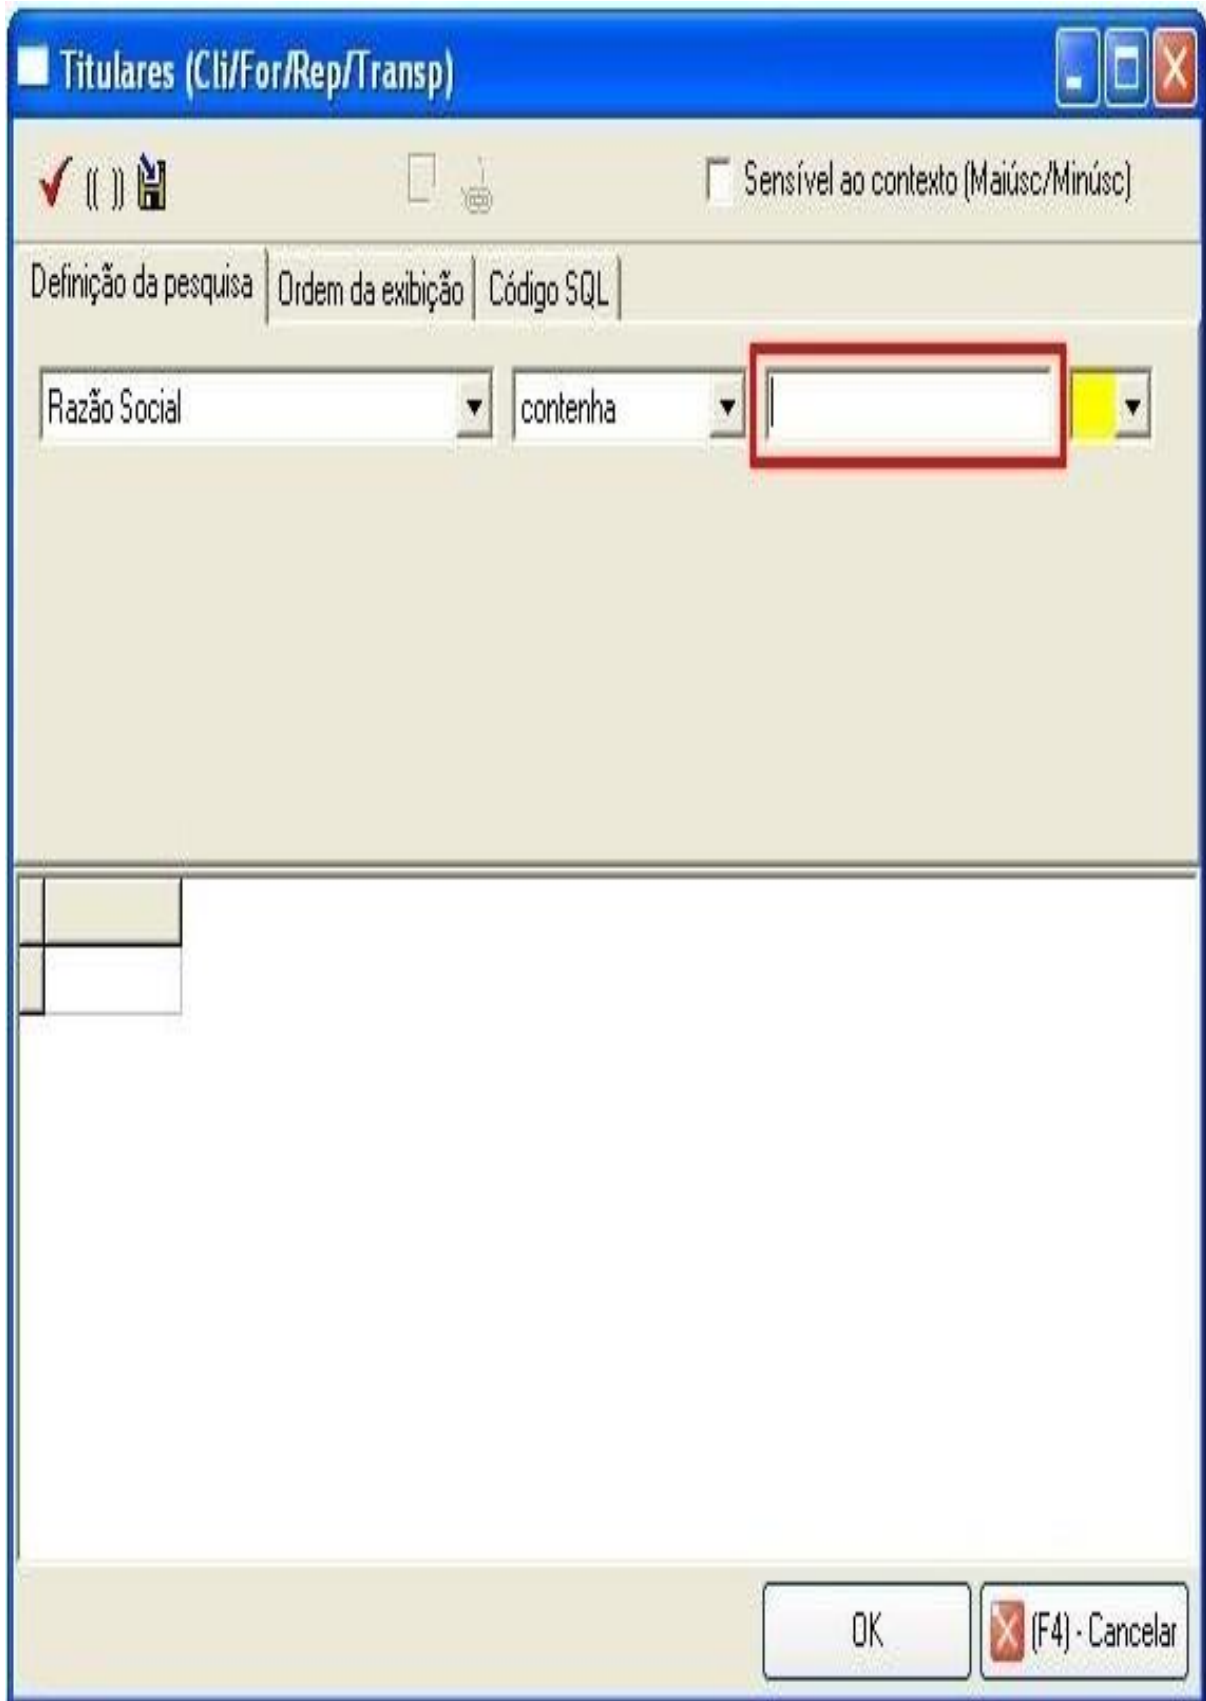 Titulares (Cli/For/Rep/Transp)
Sensível ao contexto (Maiúsc/Minúsc)
Definição da pesquisa Ordem da exibição Código SQL
Razão Social contenha
OK (F4) - Cancelar